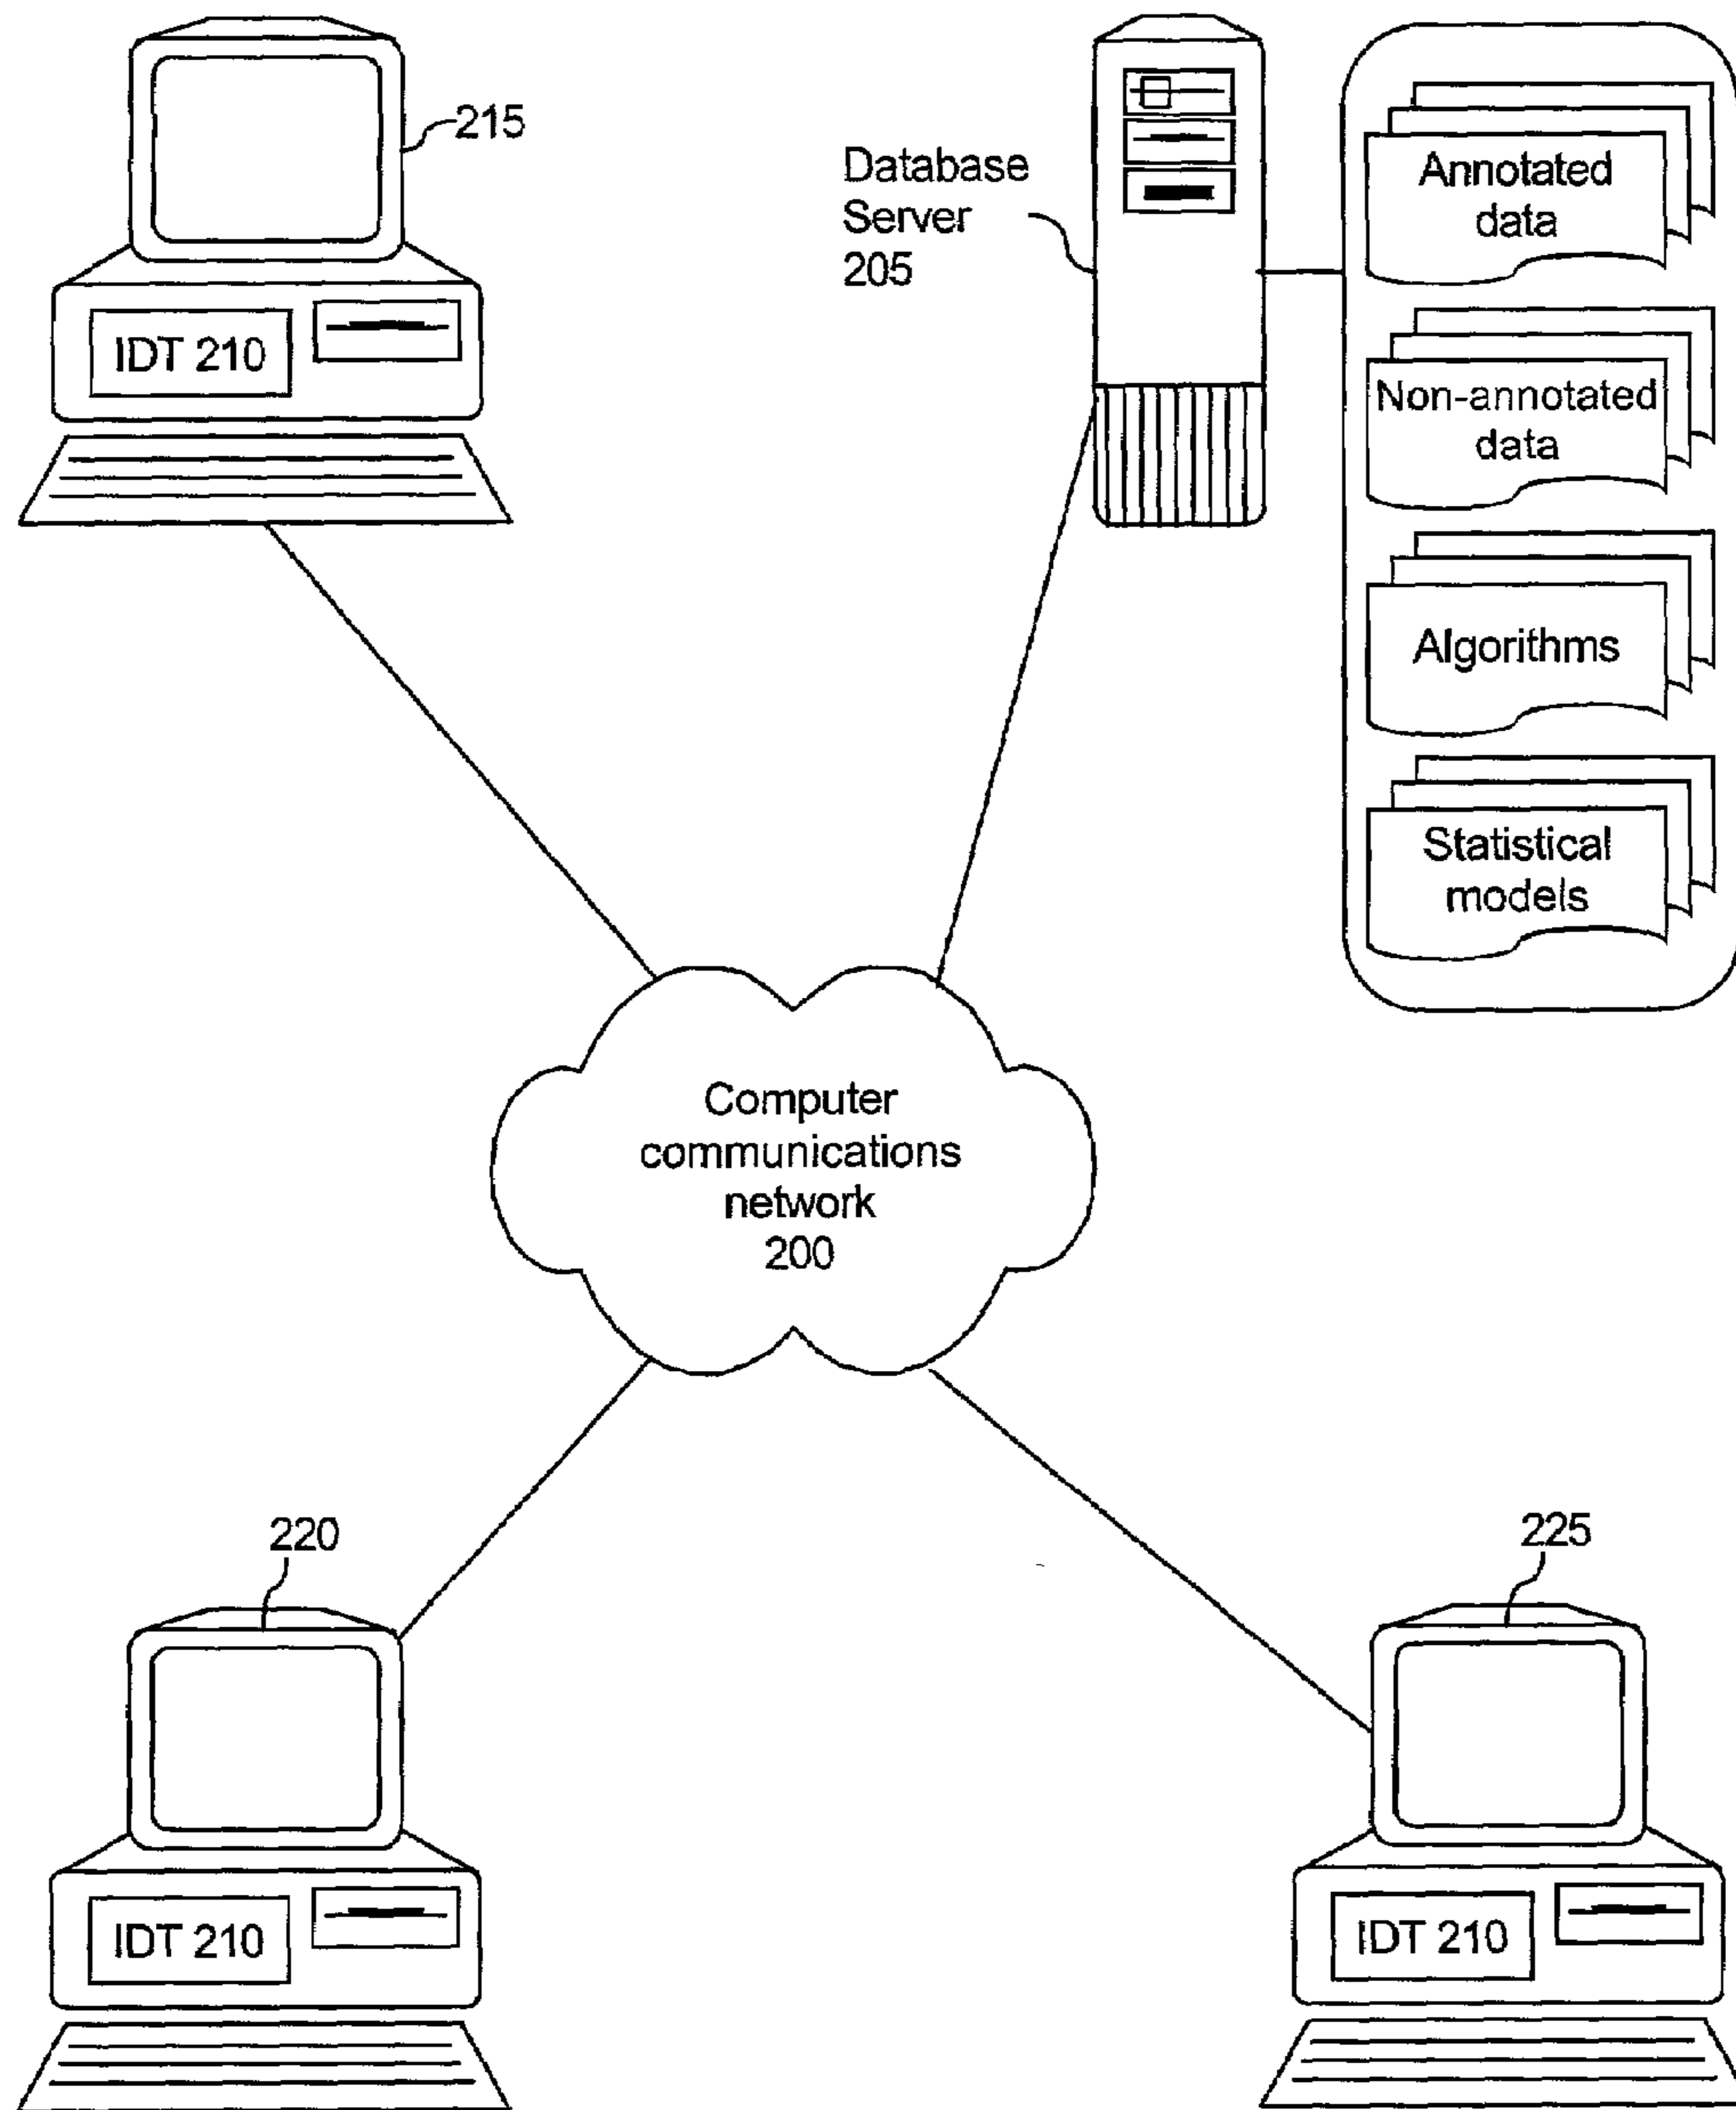 215
IDT 210
Database
Server
205
Annotated
data
Non-annotated
data
Algorithms
Statistical
models
Computer
communications
network
200
220
IDT 210
225
IDT 210